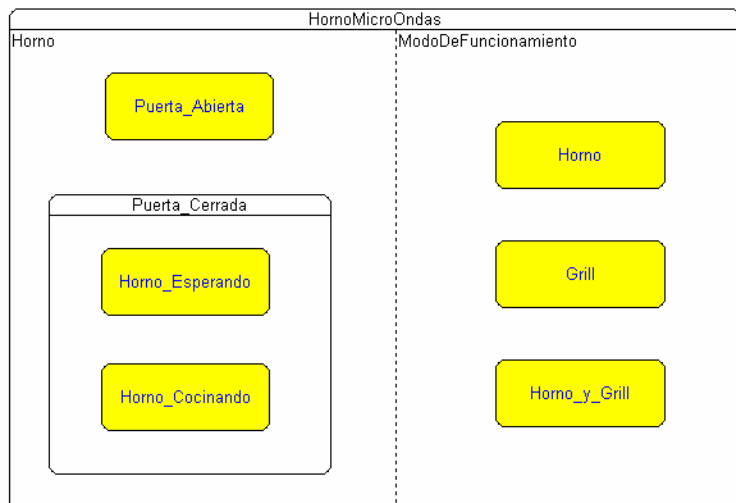 HornoMicroOndas
Horno
ModoDeFuncionamiento
Puerta_Abierta
Horno
Puerta_Cerrada
Horno_Esperando
Grill
Horno_Cocinando
Horno_y_Grill